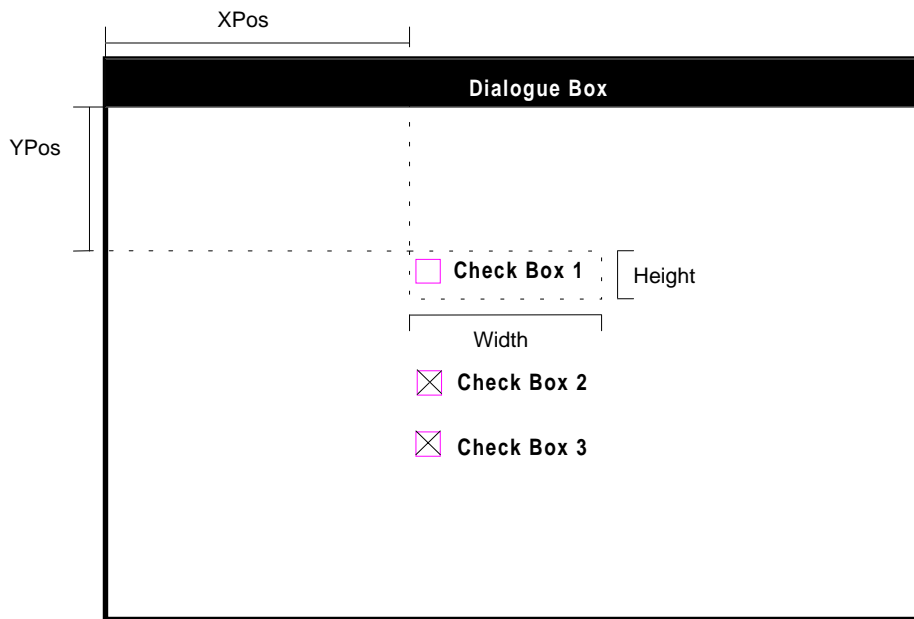 XPos
Dialogue Box
YPos
Check Box 1
Height
Width
Check Box 2
Check Box 3